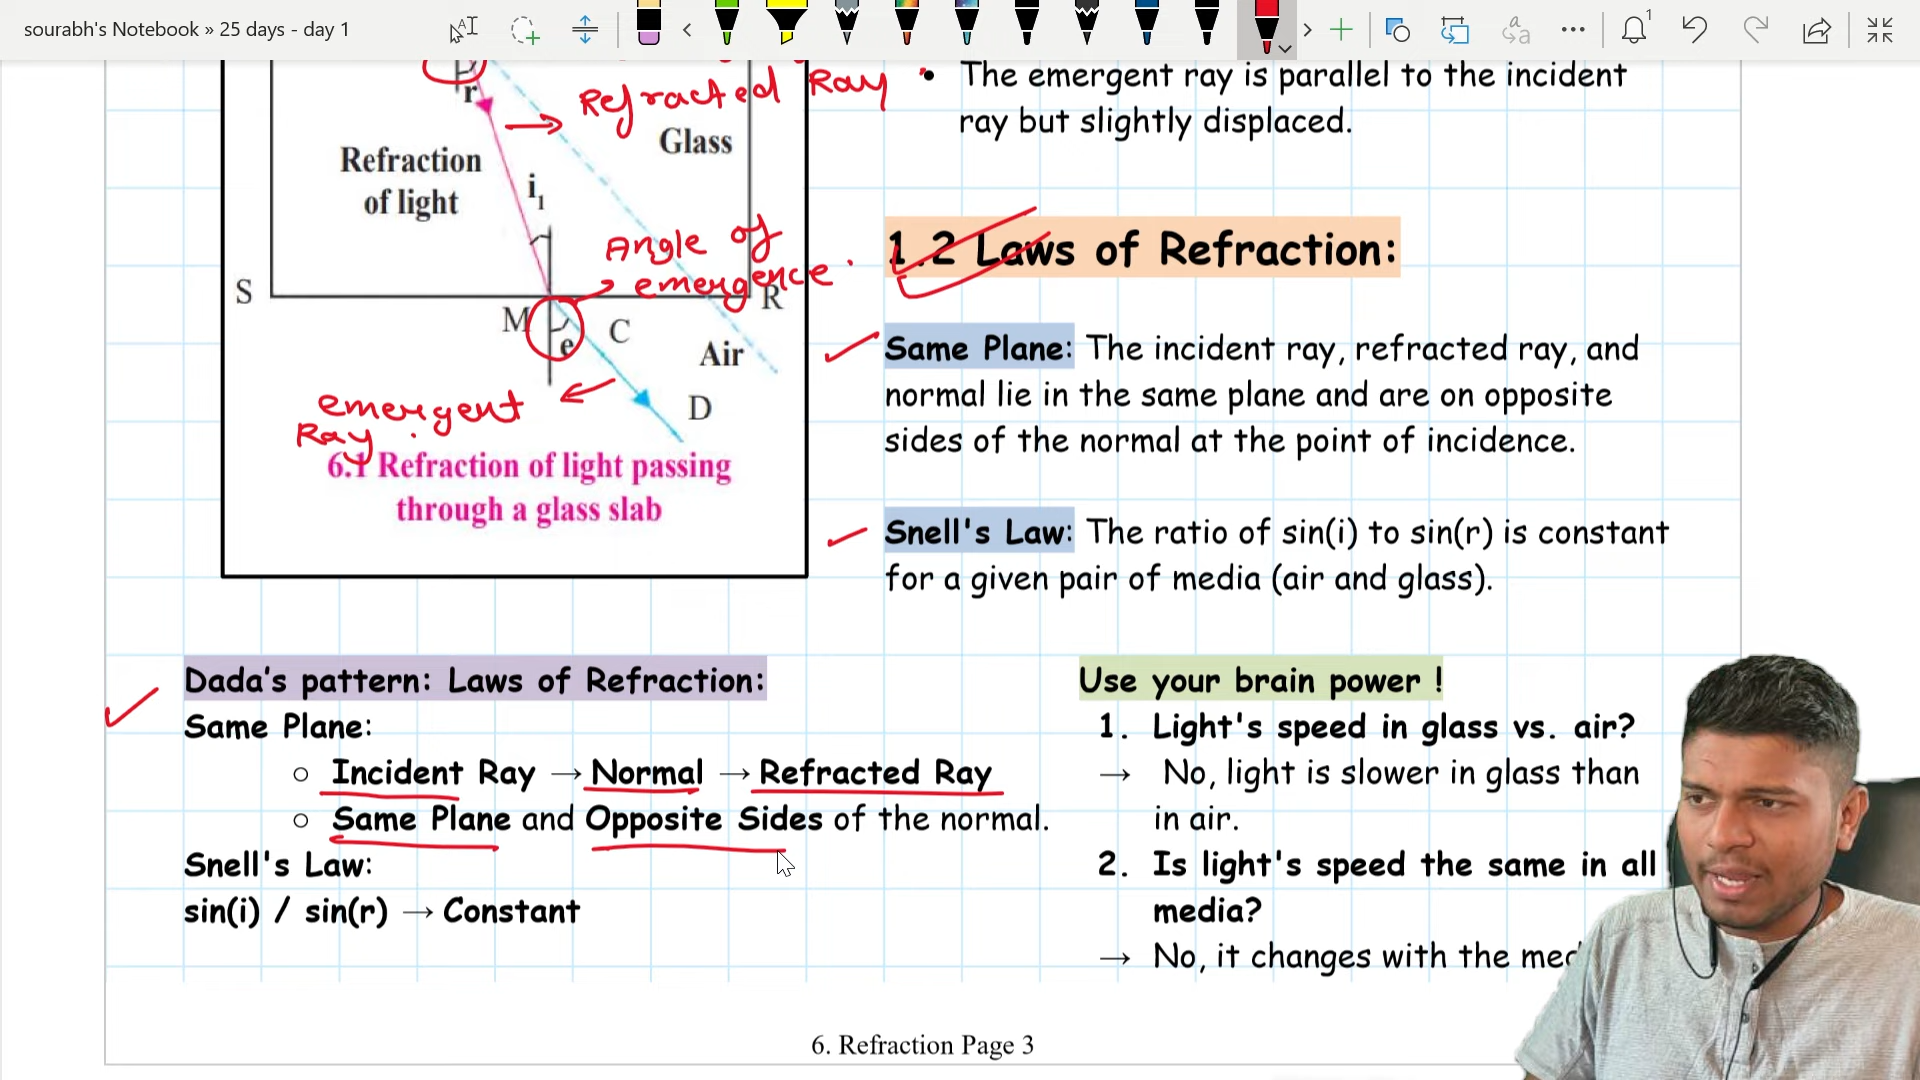 sourabh's Notebook » 25 days - day 1
r
Refracted Ray
Glass
Refraction
of light
i1
Angle of
emergence.
S
R
M
C
e
Air
D
emergent
Ray.
6.1 Refraction of light passing
through a glass slab
• The emergent ray is parallel to the incident
ray but slightly displaced.
1.2 Laws of Refraction:
Same Plane: The incident ray, refracted ray, and
normal lie in the same plane and are on opposite
sides of the normal at the point of incidence.
Snell's Law: The ratio of sin(i) to sin(r) is constant
for a given pair of media (air and glass).
Dada's pattern: Laws of Refraction:
Same Plane:
○ Incident Ray → Normal → Refracted Ray
○ Same Plane and Opposite Sides of the normal.
Snell's Law:
sin(i) / sin(r) → Constant
Use your brain power !
1. Light's speed in glass vs. air?
→ No, light is slower in glass than
in air.
2. Is light's speed the same in all
media?
→ No, it changes with the
6. Refraction Page 3